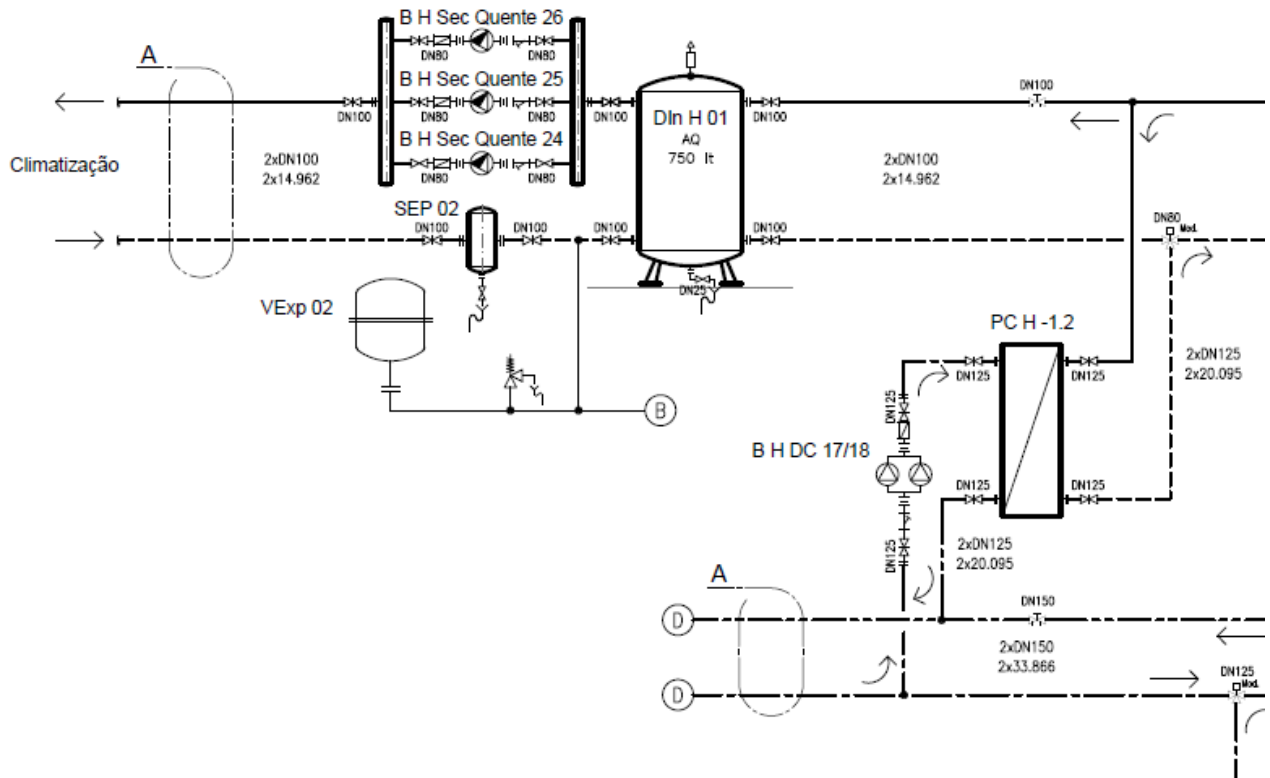 B H Sec Quente 26
DN80
DN80
A
B H Sec Quente 25
DN100
DN80
DN80
DN100
DIn H 01
AQ
750 lt
DN100
DN100
B H Sec Quente 24
DN80
DN80
Climatização
2xDN100
2x14.962
2xDN100
2x14.962
SEP 02
DN100
DN100
DN100
DN100
DN80
Mod.
DN25
VExp 02
PC H -1.2
DN125
DN125
2xDN125
2x20.095
DN125
B
B H DC 17/18
DN125
DN125
DN125
2xDN125
2x20.095
A
DN150
D
2xDN150
2x33.866
DN125
Mod.
D